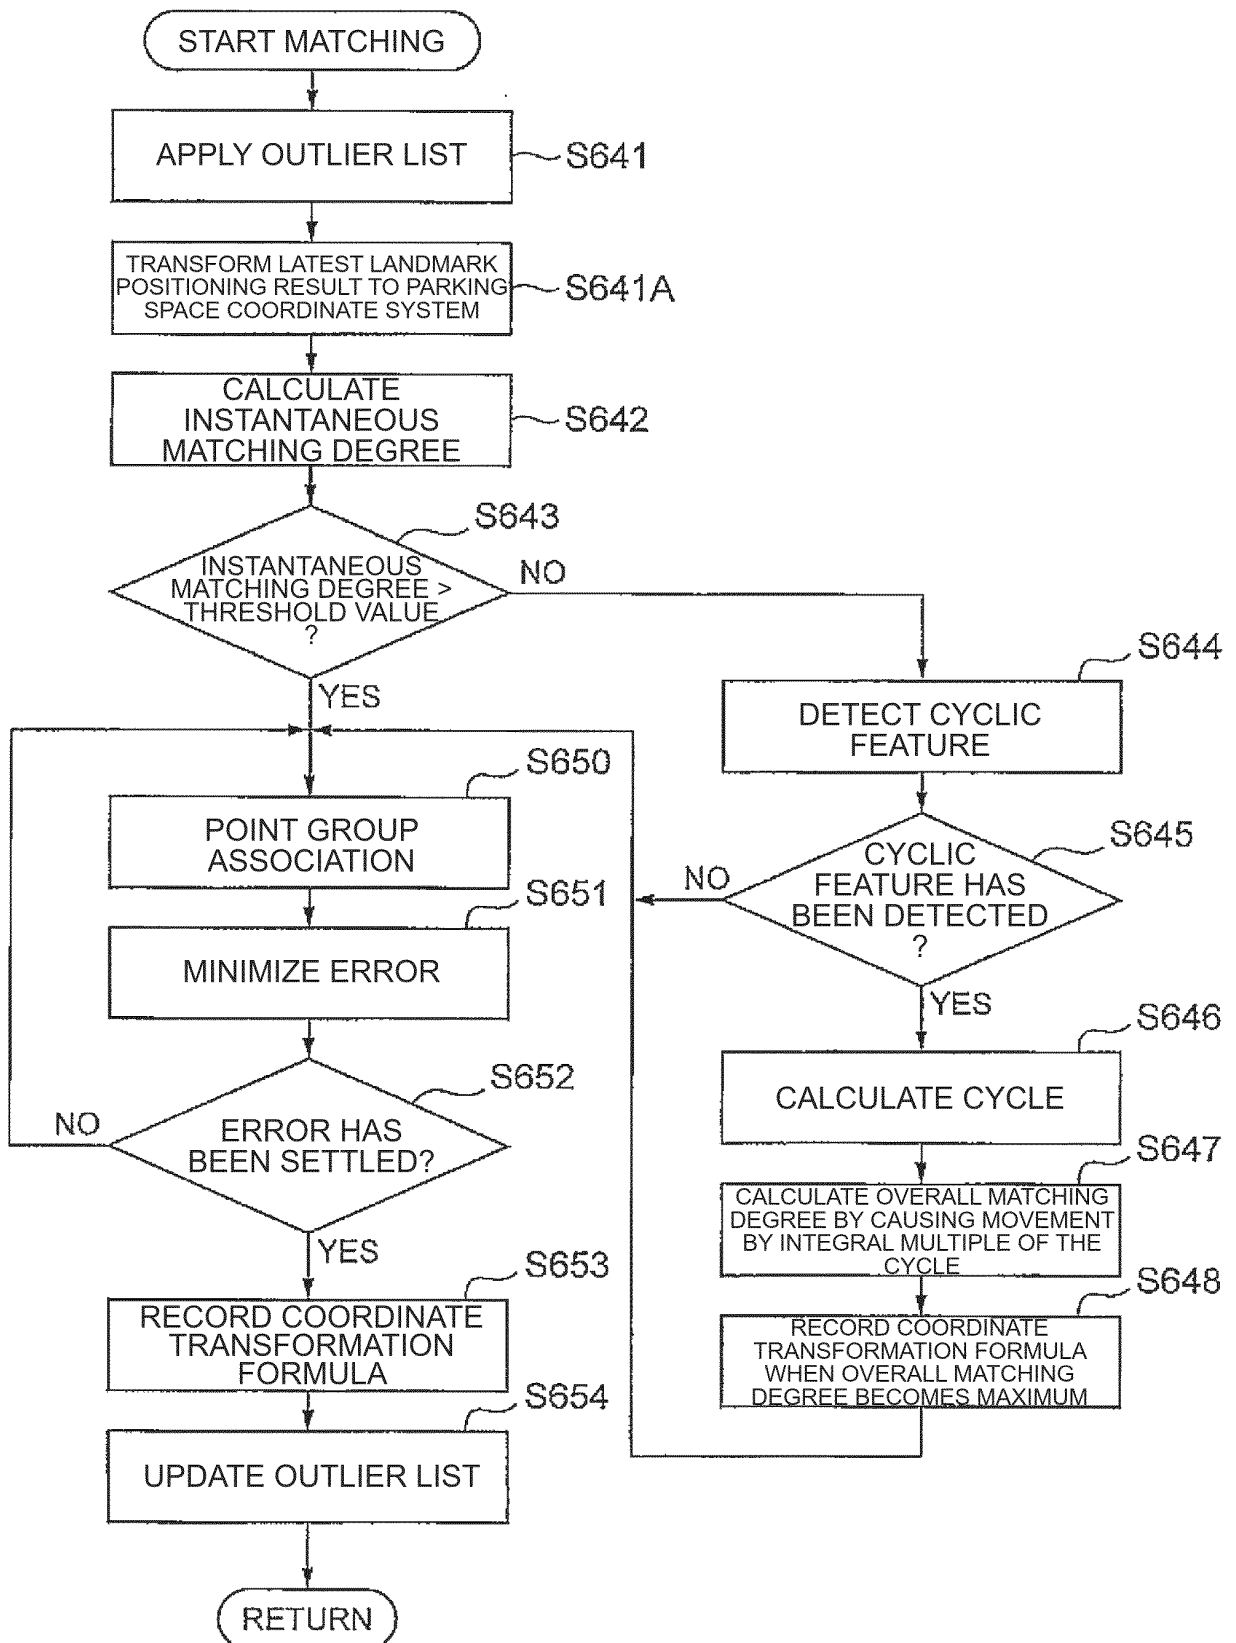 START MATCHING
APPLY OUTLIER LIST
S641
TRANSFORM LATEST LANDMARK
POSITIONING RESULT TO PARKING
SPACE COORDINATE SYSTEM
S641A
CALCULATE
INSTANTANEOUS
MATCHING DEGREE
S642
S643
INSTANTANEOUS
MATCHING DEGREE >
THRESHOLD VALUE
?
NO
YES
S644
DETECT CYCLIC
FEATURE
S645
CYCLIC
FEATURE HAS
BEEN DETECTED
?
NO
YES
S646
CALCULATE CYCLE
S647
CALCULATE OVERALL MATCHING
DEGREE BY CAUSING MOVEMENT
BY INTEGRAL MULTIPLE OF THE
CYCLE
S648
RECORD COORDINATE
TRANSFORMATION FORMULA
WHEN OVERALL MATCHING
DEGREE BECOMES MAXIMUM
S650
POINT GROUP
ASSOCIATION
S651
MINIMIZE ERROR
S652
ERROR HAS
BEEN SETTLED?
NO
YES
S653
RECORD COORDINATE
TRANSFORMATION
FORMULA
S654
UPDATE OUTLIER LIST
RETURN